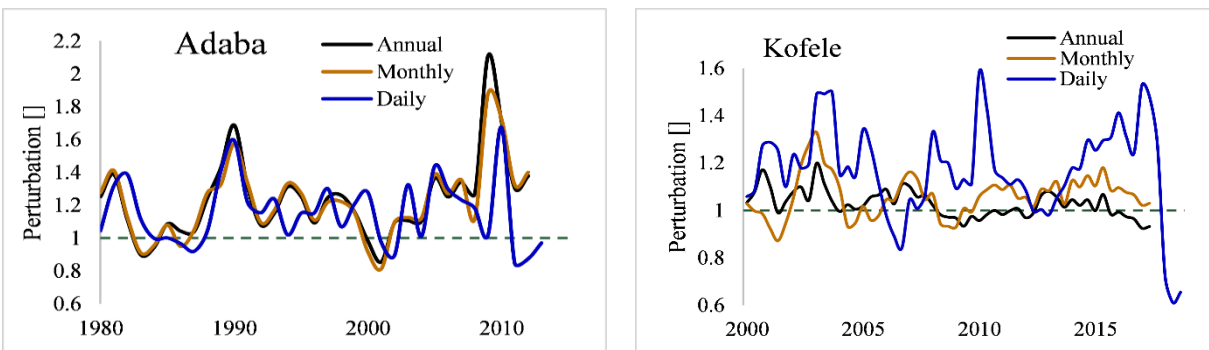 Adaba
Annual
Monthly
Daily
Perturbation []
2.2
2
1.8
1.6
1.4
1.2
1
0.8
0.6
1980
1990
2000
2010
Kofele
Annual
Monthly
Daily
Perturbation []
1.6
1.4
1.2
1
0.8
0.6
2000
2005
2010
2015